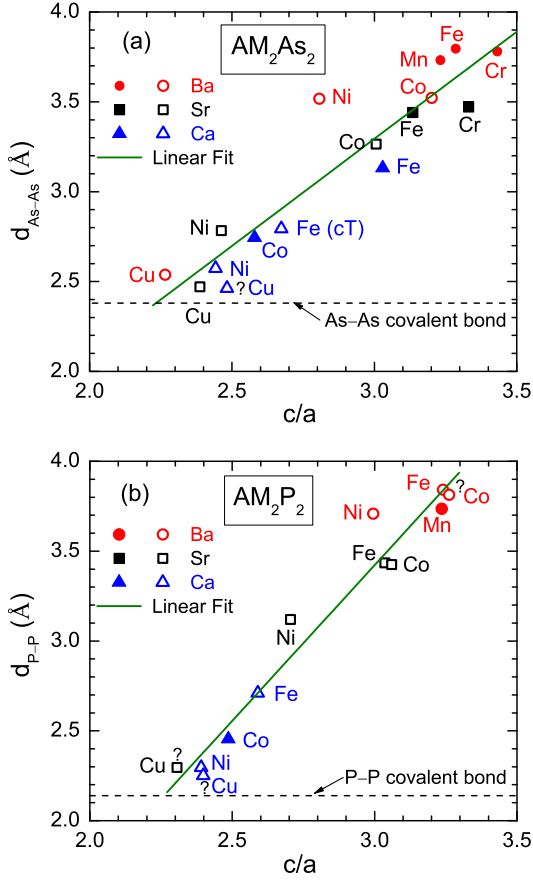 (a) AM₂As₂
Ba
Sr
Ca
Linear Fit
Fe
Mn
Cr
Ni
Co
Fe
Cr
Co
Fe
Ni
Fe (cT)
Co
Cu
Ni
?
Cu
Cu
As–As covalent bond
4.0
3.5
3.0
2.5
2.0
d As–As (Å)
2.0 2.5 3.0 3.5
c/a
(b) AM₂P₂
Ba
Sr
Ca
Linear Fit
Fe
?
Co
Ni
Mn
Fe
Co
Ni
Fe
Co
?
Cu
Ni
Cu
?
P–P covalent bond
4.0
3.5
3.0
2.5
2.0
d P–P (Å)
2.0 2.5 3.0 3.5
c/a